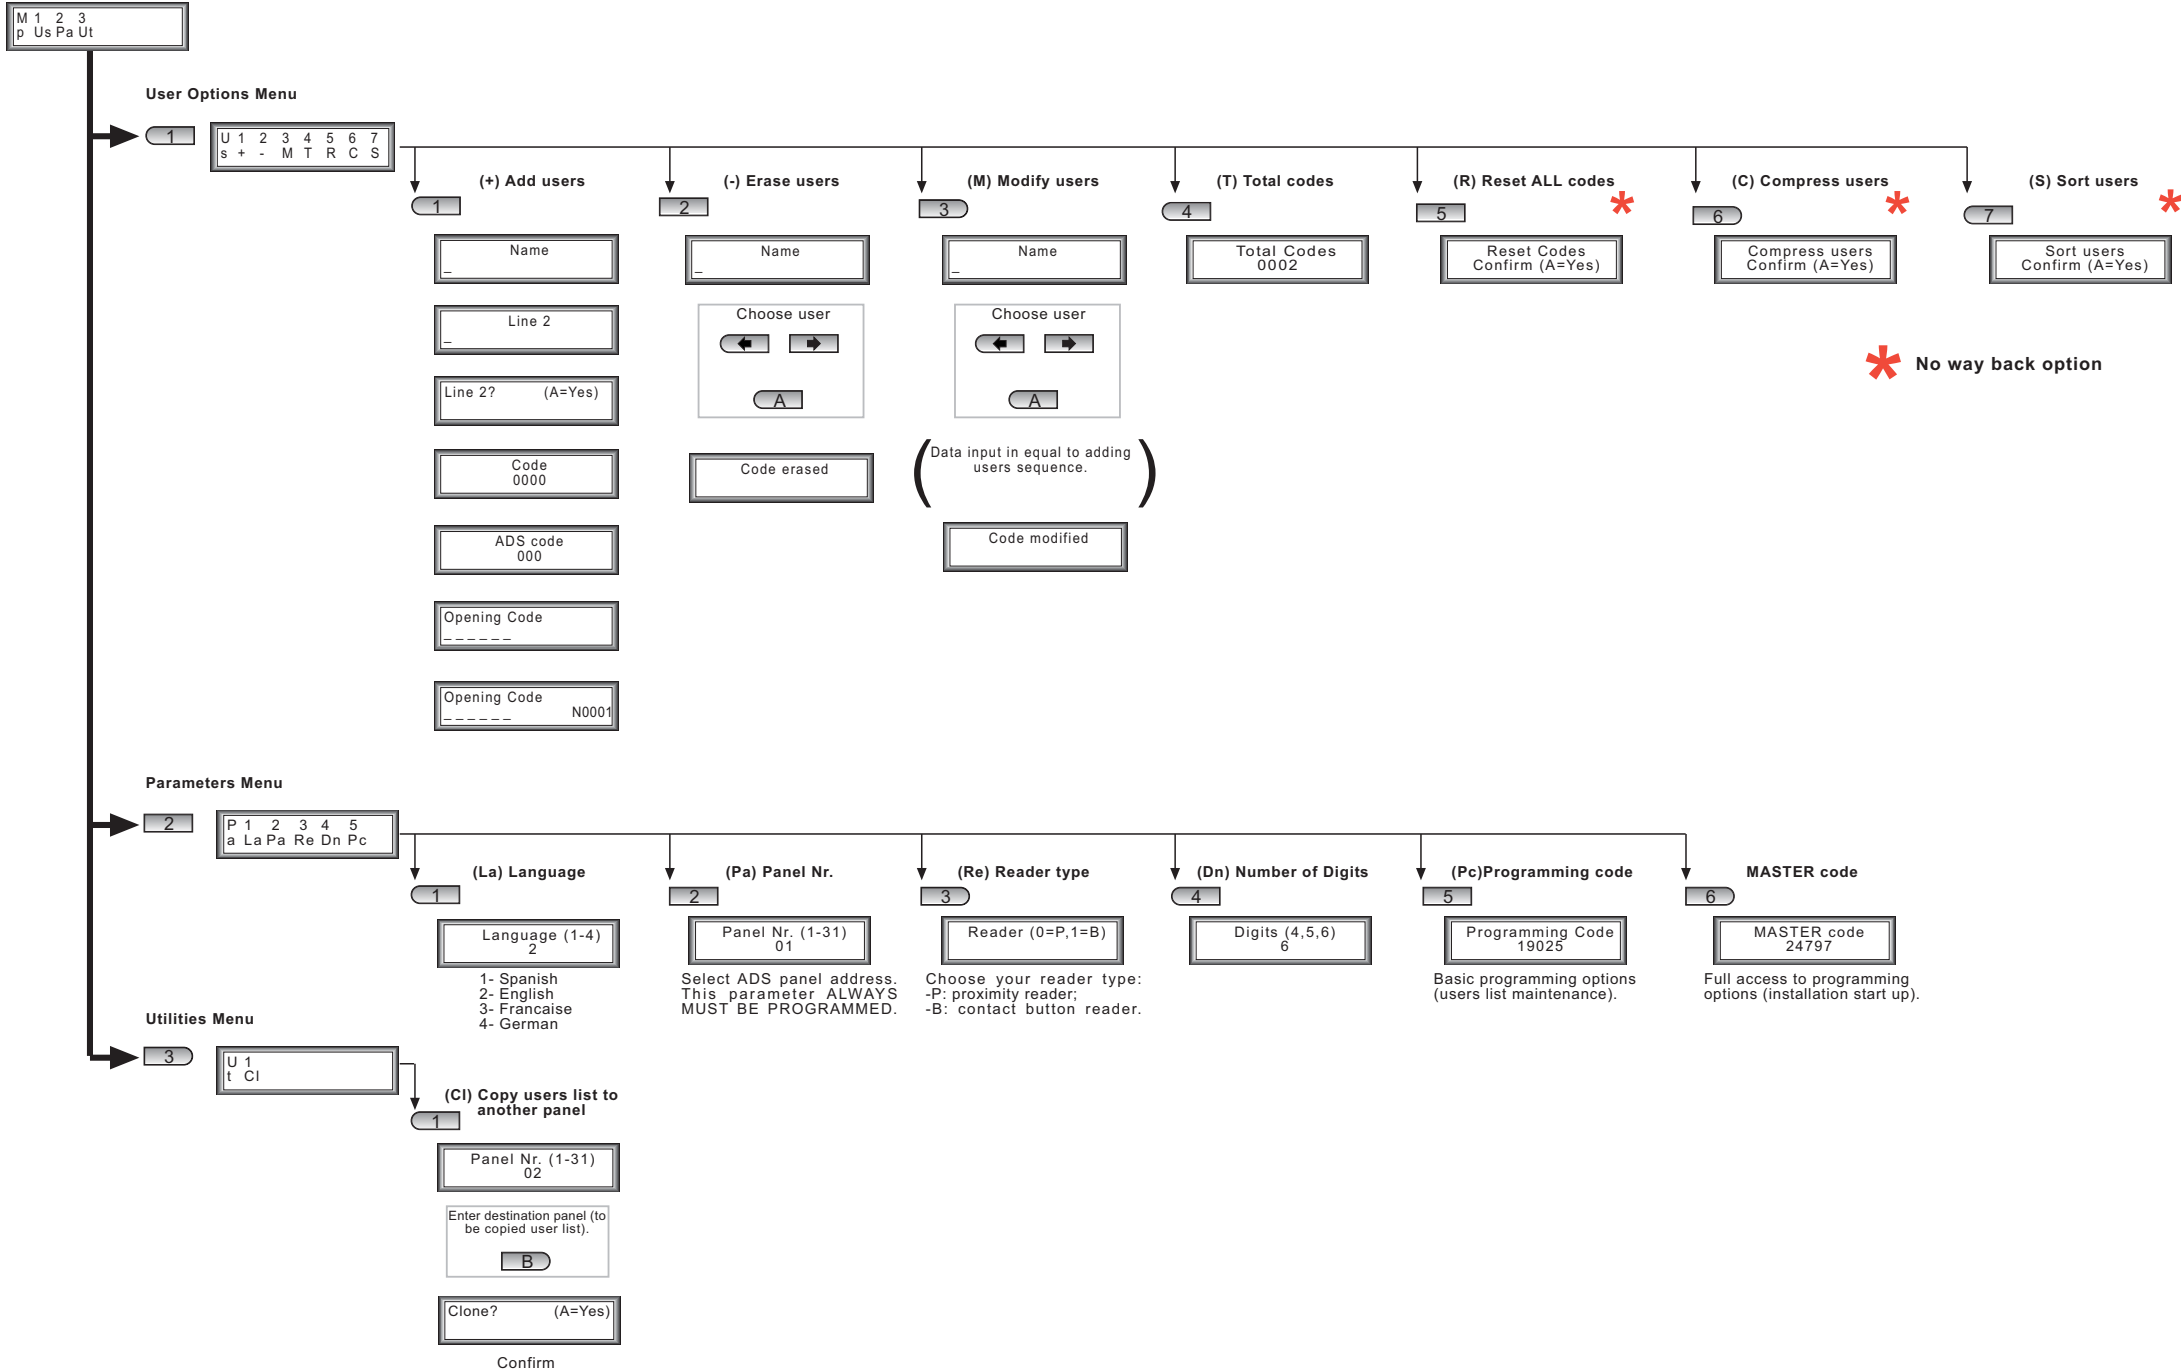 M 1 2 3
p Us Pa Ut
User Options Menu
1
U 1 2 3 4 5 6 7
s + - M T R C S
(+) Add users
1
Name
_
Line 2
_
Line 2? (A=Yes)
Code
0000
ADS code
000
Opening Code
_ _ _ _ _ _
Opening Code
_ _ _ _ _ _ N0001
(-) Erase users
2
Name
_
Choose user
A
Code erased
(M) Modify users
3
Name
_
Choose user
A
(Data input in equal to adding
users sequence.)
Code modified
(T) Total codes
4
Total Codes
0002
(R) Reset ALL codes
5
*
Reset Codes
Confirm (A=Yes)
(C) Compress users
6
*
Compress users
Confirm (A=Yes)
(S) Sort users
7
*
Sort users
Confirm (A=Yes)
* No way back option
Parameters Menu
2
P 1 2 3 4 5
a La Pa Re Dn Pc
(La) Language
1
Language (1-4)
2
1- Spanish
2- English
3- Francaise
4- German
(Pa) Panel Nr.
2
Panel Nr. (1-31)
01
Select ADS panel address.
This parameter ALWAYS
MUST BE PROGRAMMED.
(Re) Reader type
3
Reader (0=P,1=B)
Choose your reader type:
-P: proximity reader;
-B: contact button reader.
(Dn) Number of Digits
4
Digits (4,5,6)
6
(Pc)Programming code
5
Programming Code
19025
Basic programming options
(users list maintenance).
MASTER code
6
MASTER code
24797
Full access to programming
options (installation start up).
Utilities Menu
3
U 1
t Cl
(Cl) Copy users list to
another panel
1
Panel Nr. (1-31)
02
Enter destination panel (to
be copied user list).
B
Clone? (A=Yes)
Confirm